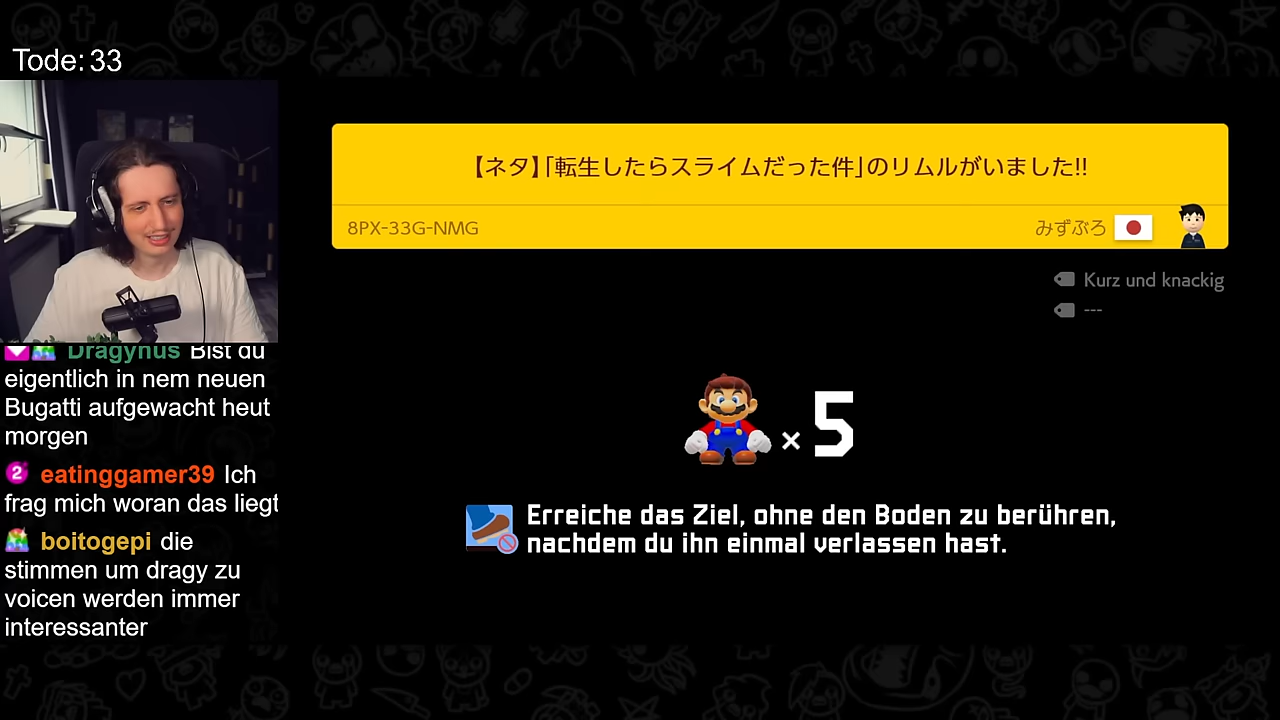 Tode: 33
【ネタ】「転生したらスライムだった件」のリムルがいました!!
8PX-33G-NMG
みずぶろ
Kurz und knackig
---
× 5
Erreiche das Ziel, ohne den Boden zu berühren,
nachdem du ihn einmal verlassen hast.
Dragynus Bist du
eigentlich in nem neuen
Bugatti aufgewacht heut
morgen
2 eatinggamer39 Ich
frag mich woran das liegt
boitogepi die
stimmen um dragy zu
voicen werden immer
interessanter